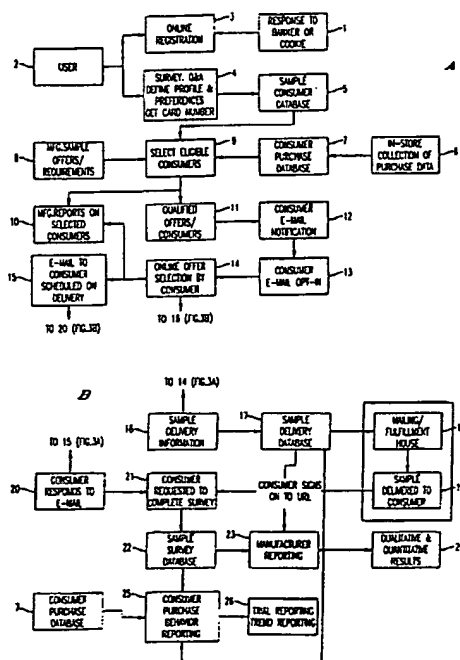 3
ONLINE
REGISTRATION
RESPONSE TO
BANKER OR
COOKIE
1
2
USER
4
SURVEY, Q&A
DEFINE PROFILE &
PREFERENCES
GET CARD NUMBER
SAMPLE
CONSUMER
DATABASE
5
A
8
MFG.SAMPLE
OFFERS/
REQUIREMENTS
SELECT ELIGIBLE
CONSUMERS
9
CONSUMER
PURCHASE
DATABASE
7
IN-STORE
COLLECTION OF
PURCHASE DATA
6
10
MFG.REPORTS ON
SELECTED
CONSUMERS
QUALIFIED
OFFERS/
CONSUMERS
11
CONSUMER
E-MAIL
NOTIFICATION
12
15
E-MAIL TO
CONSUMER
SCHEDULED ON
DELIVERY
ONLINE OFFER
SELECTION BY
CONSUMER
14
CONSUMER
E-MAIL OPT-IN
13
TO 20 (FIG.3B)
TO 16 (FIG.3B)
B
TO 14 (FIG.3A)
TO 15 (FIG.3A)
16
SAMPLE
DELIVERY
INFORMATION
17
SAMPLE
DELIVERY
DATABASE
MAILING/
FULFILLMENT
HOUSE
20
CONSUMER
RESPONDS TO
E-MAIL
21
CONSUMER
REQUESTED TO
COMPLETE SURVEY
CONSUMER SIGNS
ON TO URL
SAMPLE
DELIVERED TO
CONSUMER
22
SAMPLE
SURVEY
DATABASE
23
MANUFACTURER
REPORTING
QUALITATIVE &
QUANTITATIVE
RESULTS
7
CONSUMER
PURCHASE
DATABASE
25
CONSUMER
PURCHASE
BEHAVIOR
REPORTING
26
TRIAL REPORTING
TREND REPORTING